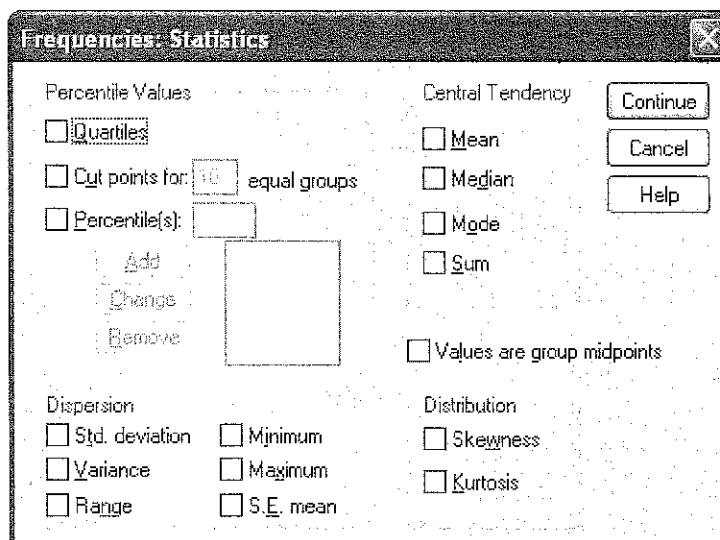 Frequencies: Statistics
Percentile Values
Quartiles
Cut points for: 10 equal groups
Percentile(s):
Add
Change
Remove
Central Tendency
Mean
Median
Mode
Sum
Continue
Cancel
Help
Values are group midpoints
Dispersion
Std. deviation
Minimum
Variance
Maximum
Range
S.E. mean
Distribution
Skewness
Kurtosis